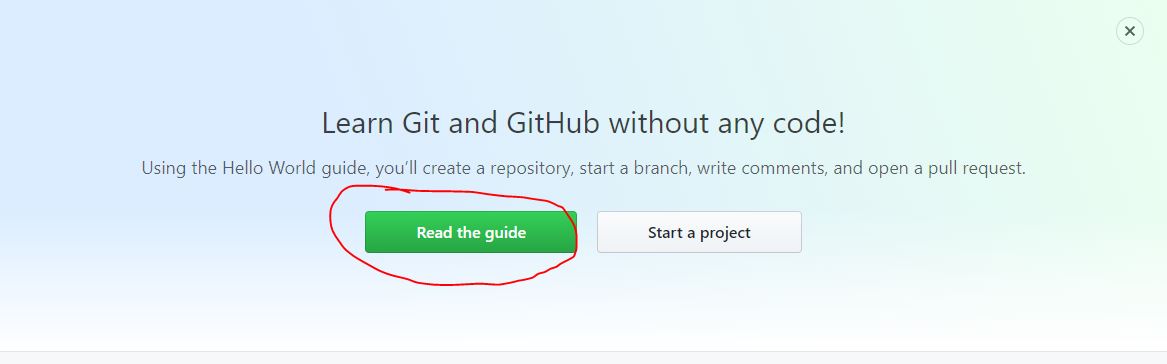 Learn Git and GitHub without any code!
Using the Hello World guide, you’ll create a repository, start a branch, write comments, and open a pull request.
Read the guide
Start a project